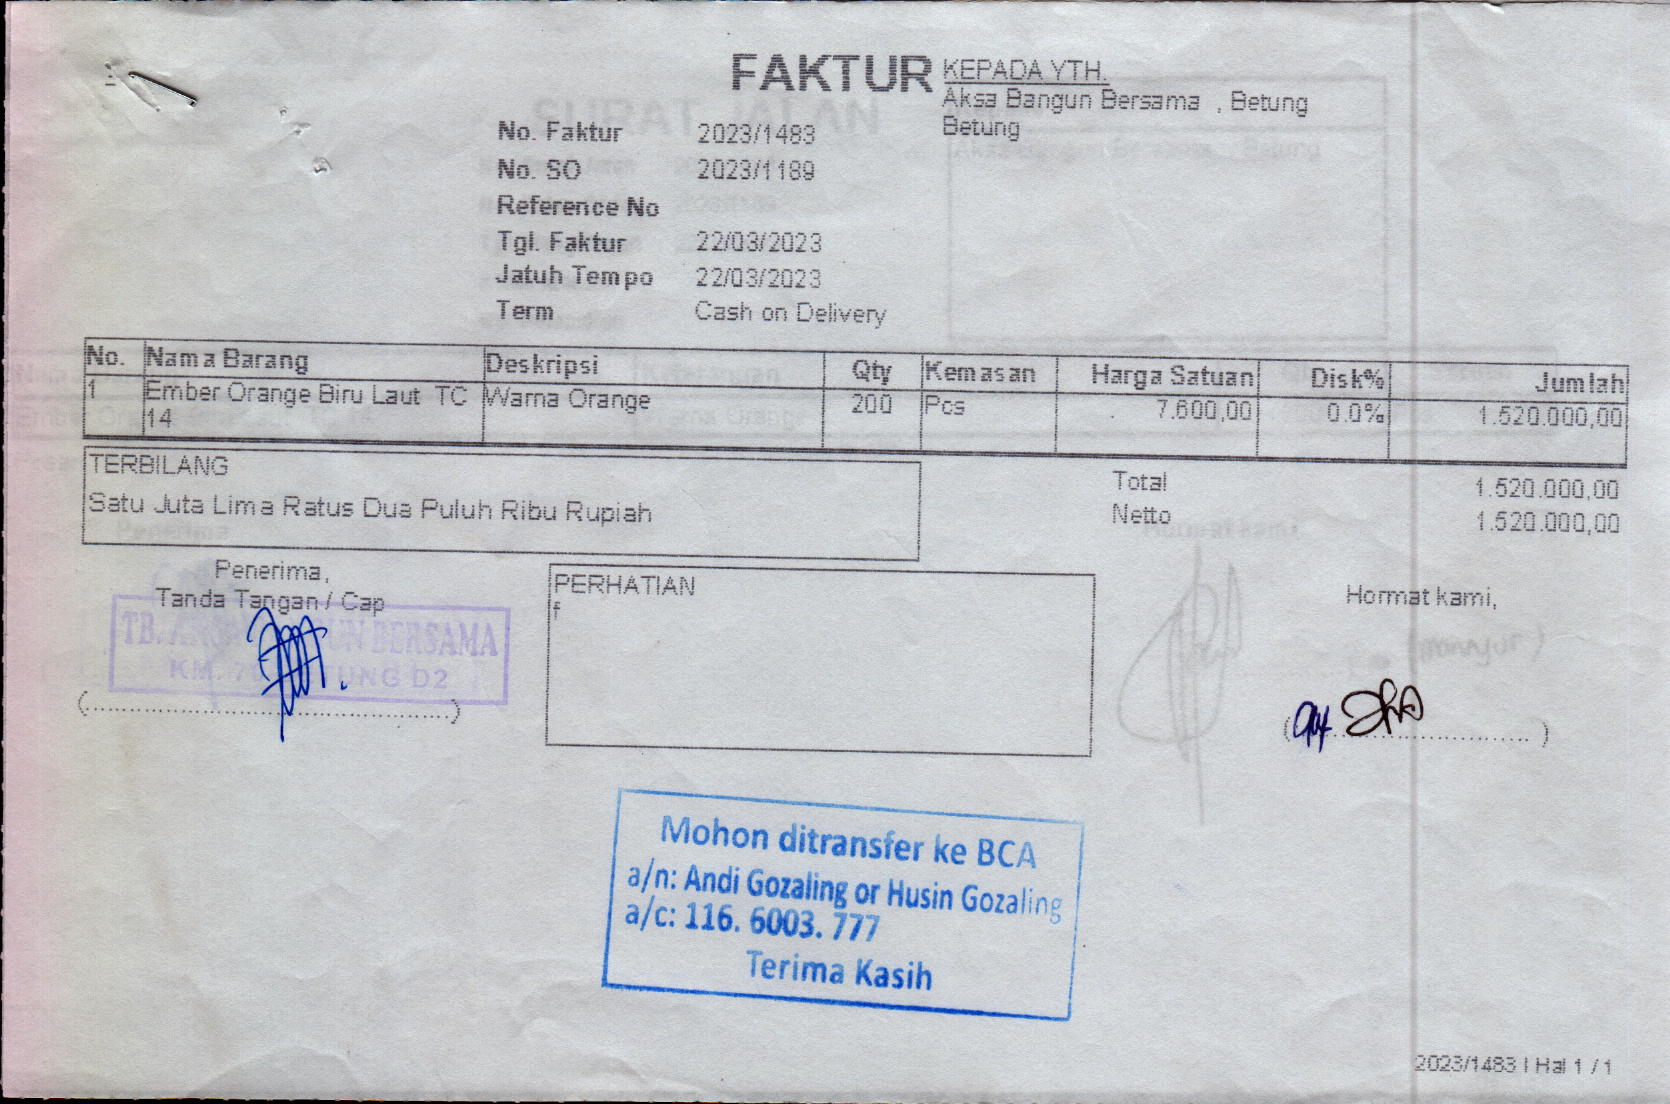 FAKTUR
KEPADA YTH.
Aksa Bangun Bersama , Betung
Betung
No. Faktur 2023/1483
No. SO 2023/1189
Reference No
Tgl. Faktur 22/03/2023
Jatuh Tempo 22/03/2023
Term Cash on Delivery
No. Nama Barang Deskripsi Qty Kemasan Harga Satuan Disk% Jumlah
1 Ember Orange Biru Laut TC Warna Orange 200 Pcs 7.600,00 0.0% 1.520.000,00
14
TERBILANG
Satu Juta Lima Ratus Dua Puluh Ribu Rupiah
Total 1.520.000,00
Netto 1.520.000,00
Penerima,
Tanda Tangan / Cap
TB. BERSAMA
KM. D2
PERHATIAN
f
Hormat kami,
Mohon ditransfer ke BCA
a/n: Andi Gozaling or Husin Gozaling
a/c: 116. 6003. 777
Terima Kasih
2023/1483 | Hal 1 / 1